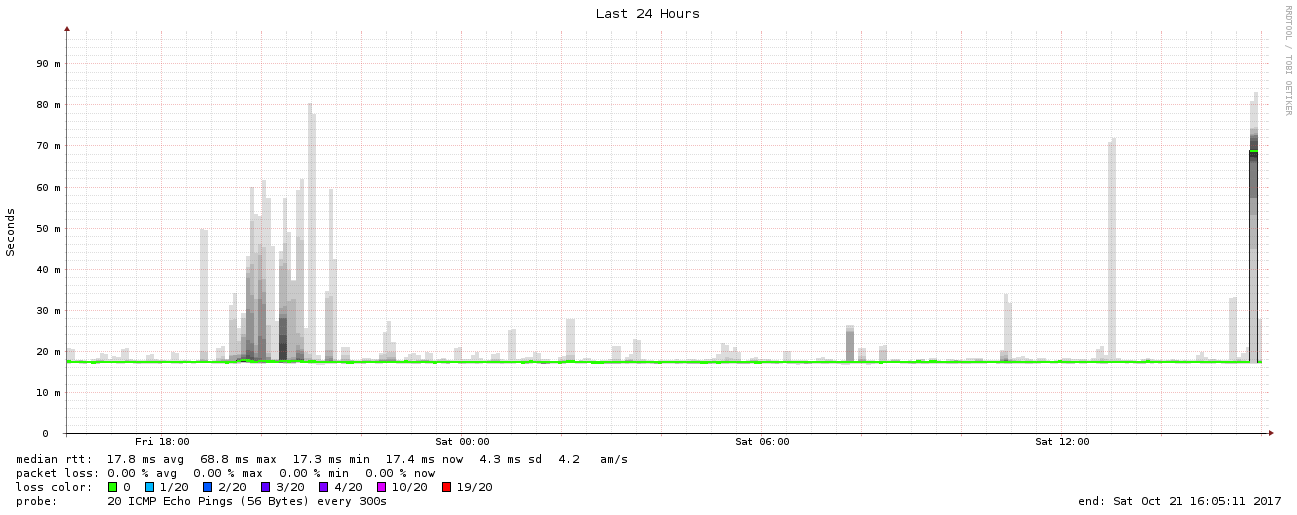 Last 24 Hours
RRDTOOL / TOBI OETIKER
Seconds
90 m
80 m
70 m
60 m
50 m
40 m
30 m
20 m
10 m
0
Fri 18:00 Sat 00:00 Sat 06:00 Sat 12:00
median rtt: 17.8 ms avg 68.8 ms max 17.3 ms min 17.4 ms now 4.3 ms sd 4.2 am/s
packet loss: 0.00 % avg 0.00 % max 0.00 % min 0.00 % now
loss color: 0 1/20 2/20 3/20 4/20 10/20 19/20
probe: 20 ICMP Echo Pings (56 Bytes) every 300s end: Sat Oct 21 16:05:11 2017